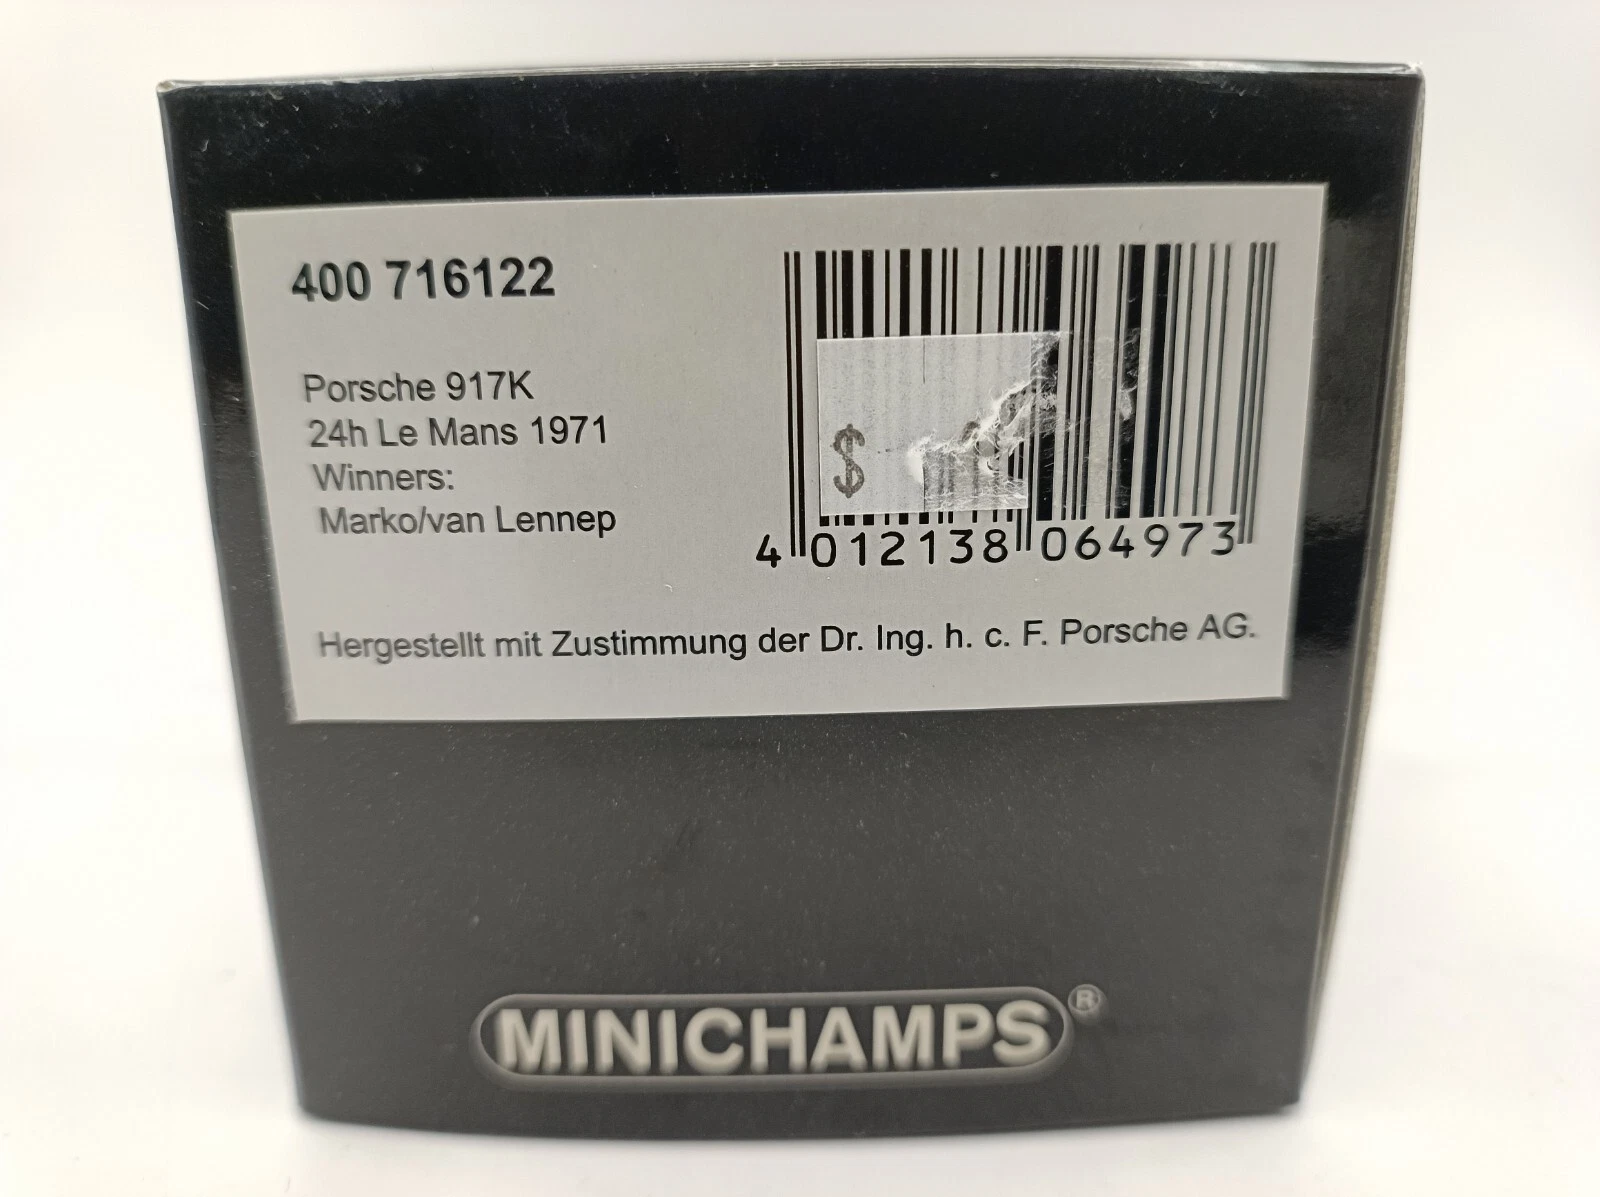 400 716122
Porsche 917K
24h Le Mans 1971
Winners:
Marko/van Lennep
$
4 012138 064973
Hergestellt mit Zustimmung der Dr. Ing. h. c. F. Porsche AG.
MINICHAMPS®